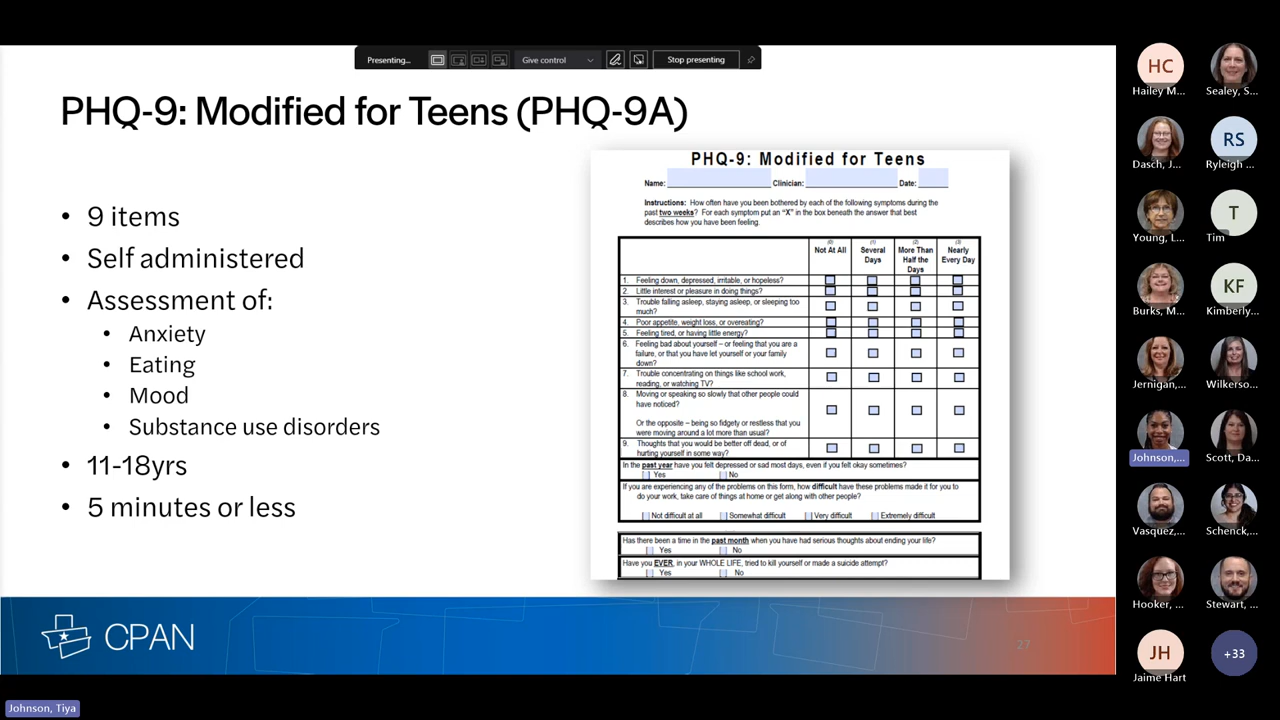 Presenting...
Give control
Stop presenting
PHQ-9: Modified for Teens (PHQ-9A)
• 9 items
• Self administered
• Assessment of:
• Anxiety
• Eating
• Mood
• Substance use disorders
• 11-18yrs
• 5 minutes or less
PHQ-9: Modified for Teens
Name: Clinician: Date:
Instructions: How often have you been bothered by each of the following symptoms during the
past two weeks? For each symptom put an "X" in the box beneath the answer that best
describes how you have been feeling.
(0) (1) (2) (3)
Not At All Several Days More Than Half the Days Nearly Every Day
1. Feeling down, depressed, irritable, or hopeless?
2. Little interest or pleasure in doing things?
3. Trouble falling asleep, staying asleep, or sleeping too
much?
4. Poor appetite, weight loss, or overeating?
5. Feeling tired, or having little energy?
6. Feeling bad about yourself – or feeling that you are a
failure, or that you have let yourself or your family
down?
7. Trouble concentrating on things like school work,
reading, or watching TV?
8. Moving or speaking so slowly that other people could
have noticed?
Or the opposite – being so fidgety or restless that you
were moving around a lot more than usual?
9. Thoughts that you would be better off dead, or of
hurting yourself in some way?
In the past year have you felt depressed or sad most days, even if you felt okay sometimes?
Yes No
If you are experiencing any of the problems on this form, how difficult have these problems made it for you to
do your work, take care of things at home or get along with other people?
Not difficult at all Somewhat difficult Very difficult Extremely difficult
Has there been a time in the past month when you have had serious thoughts about ending your life?
Yes No
Have you EVER, in your WHOLE LIFE, tried to kill yourself or made a suicide attempt?
Yes No
CPAN
27
HC
Hailey M... Sealey, S...
RS
Dasch, J... Ryleigh ...
T
Young, L... Tim
KF
Burks, M... Kimberly...
Jernigan,... Wilkerso...
Johnson,... Scott, Da...
Vasquez,... Schenck,...
Hooker, ... Stewart, ...
JH +33
Jaime Hart
Johnson, Tiya